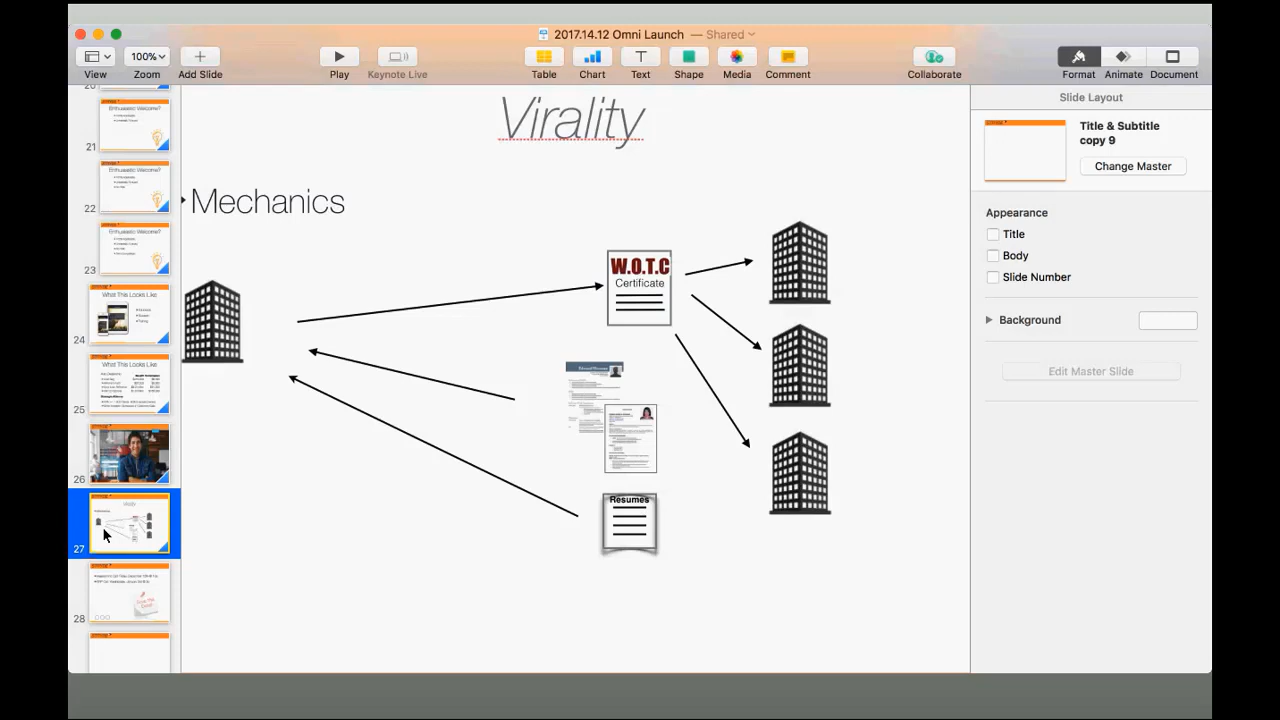 2017.14.12 Omni Launch — Shared
100%
View
Zoom
Add Slide
Play
Keynote Live
Table
Chart
Text
Shape
Media
Comment
Collaborate
Format
Animate
Document
20
21
22
23
24
25
26
27
28
Enthusiastic Welcome?
Enthusiastic Welcome?
Enthusiastic Welcome?
What This Looks Like
What This Looks Like
Virality
Mechanics
W.O.T.C
Certificate
Resumes
Slide Layout
Title & Subtitle
copy 9
Change Master
Appearance
Title
Body
Slide Number
Background
Edit Master Slide